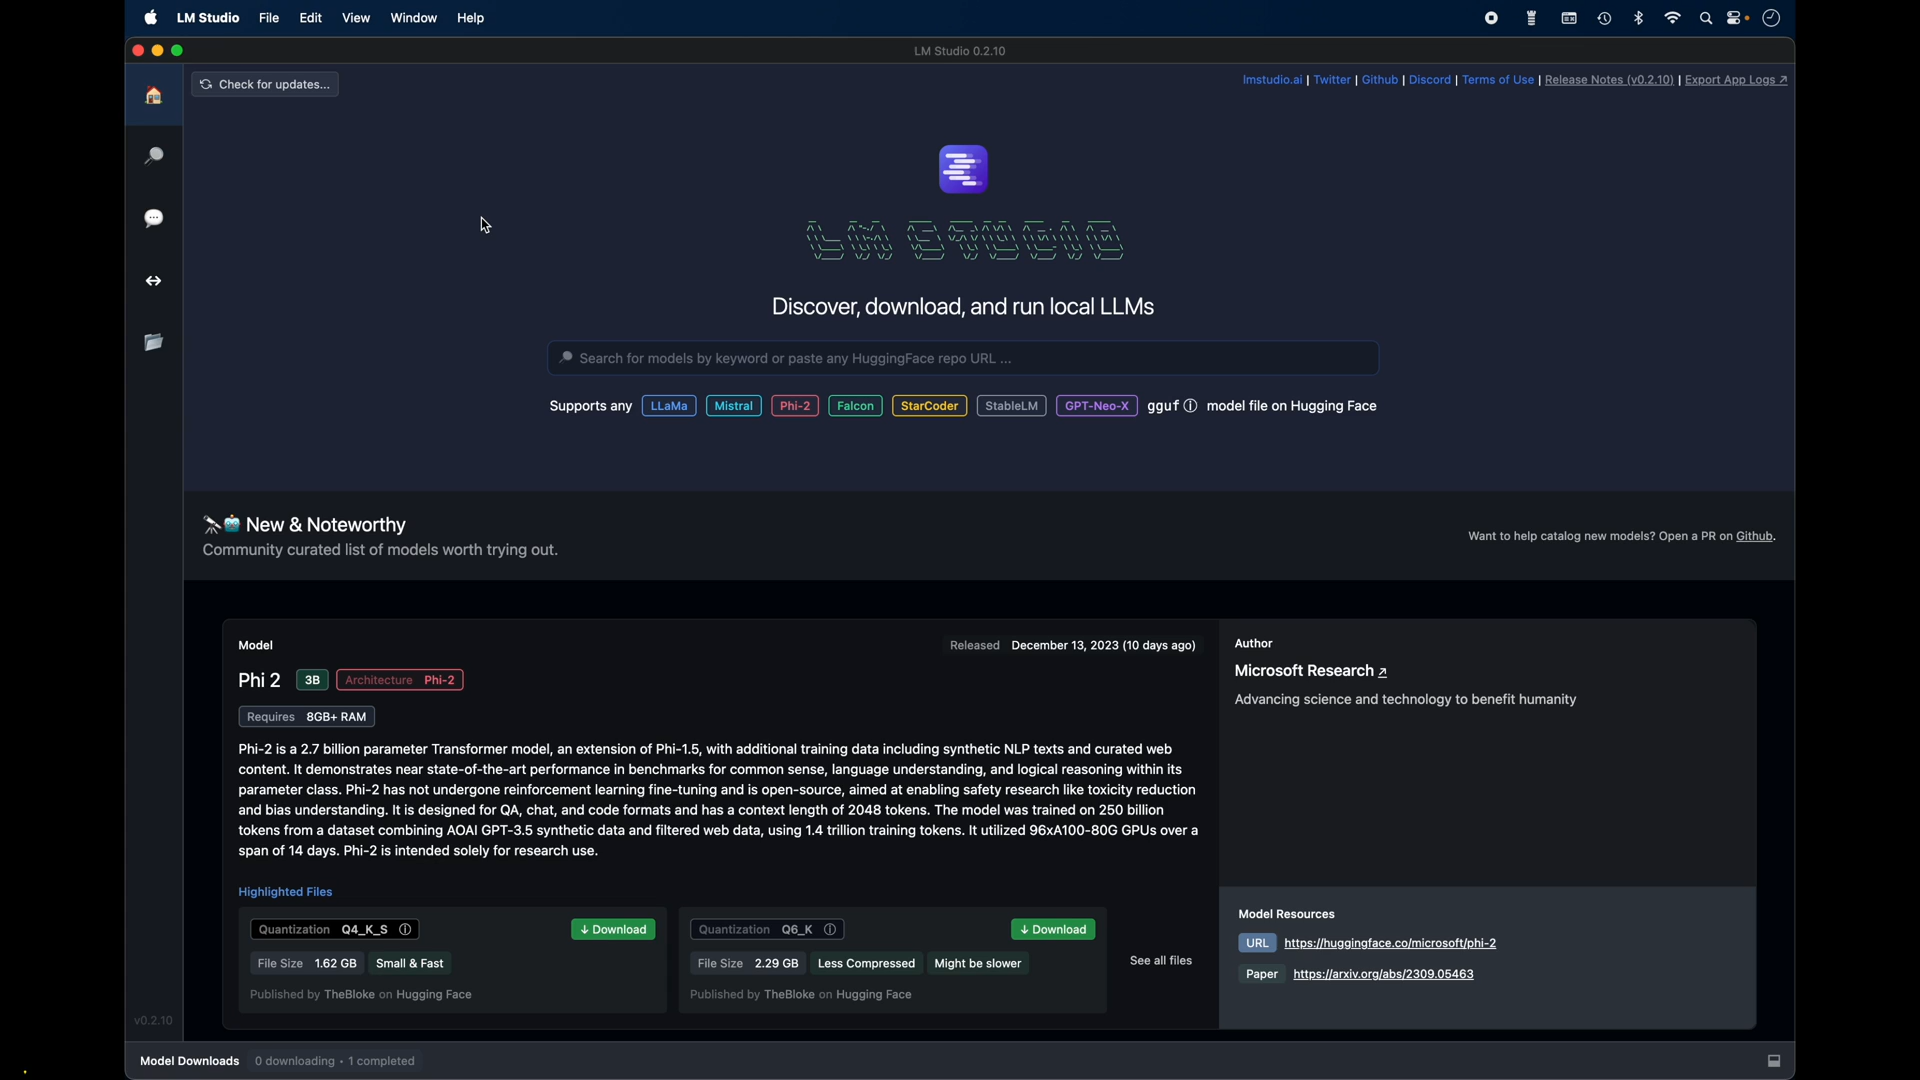 LM Studio File Edit View Window Help
LM Studio 0.2.10
Check for updates...
lmstudio.ai | Twitter | Github | Discord | Terms of Use | Release Notes (v0.2.10) | Export App Logs ↗
LM STUDIO
Discover, download, and run local LLMs
Search for models by keyword or paste any HuggingFace repo URL ...
Supports any LLaMa Mistral Phi-2 Falcon StarCoder StableLM GPT-Neo-X gguf ⓘ model file on Hugging Face
New & Noteworthy
Community curated list of models worth trying out.
Want to help catalog new models? Open a PR on Github.
Model
Released December 13, 2023 (10 days ago)
Phi 2 3B Architecture Phi-2
Requires 8GB+ RAM
Phi-2 is a 2.7 billion parameter Transformer model, an extension of Phi-1.5, with additional training data including synthetic NLP texts and curated web
content. It demonstrates near state-of-the-art performance in benchmarks for common sense, language understanding, and logical reasoning within its
parameter class. Phi-2 has not undergone reinforcement learning fine-tuning and is open-source, aimed at enabling safety research like toxicity reduction
and bias understanding. It is designed for QA, chat, and code formats and has a context length of 2048 tokens. The model was trained on 250 billion
tokens from a dataset combining AOAI GPT-3.5 synthetic data and filtered web data, using 1.4 trillion training tokens. It utilized 96xA100-80G GPUs over a
span of 14 days. Phi-2 is intended solely for research use.
Highlighted Files
Quantization Q4_K_S ⓘ ↓ Download
File Size 1.62 GB Small & Fast
Published by TheBloke on Hugging Face
Quantization Q6_K ⓘ ↓ Download
File Size 2.29 GB Less Compressed Might be slower
Published by TheBloke on Hugging Face
See all files
Author
Microsoft Research ↗
Advancing science and technology to benefit humanity
Model Resources
URL https://huggingface.co/microsoft/phi-2
Paper https://arxiv.org/abs/2309.05463
v0.2.10
Model Downloads 0 downloading • 1 completed